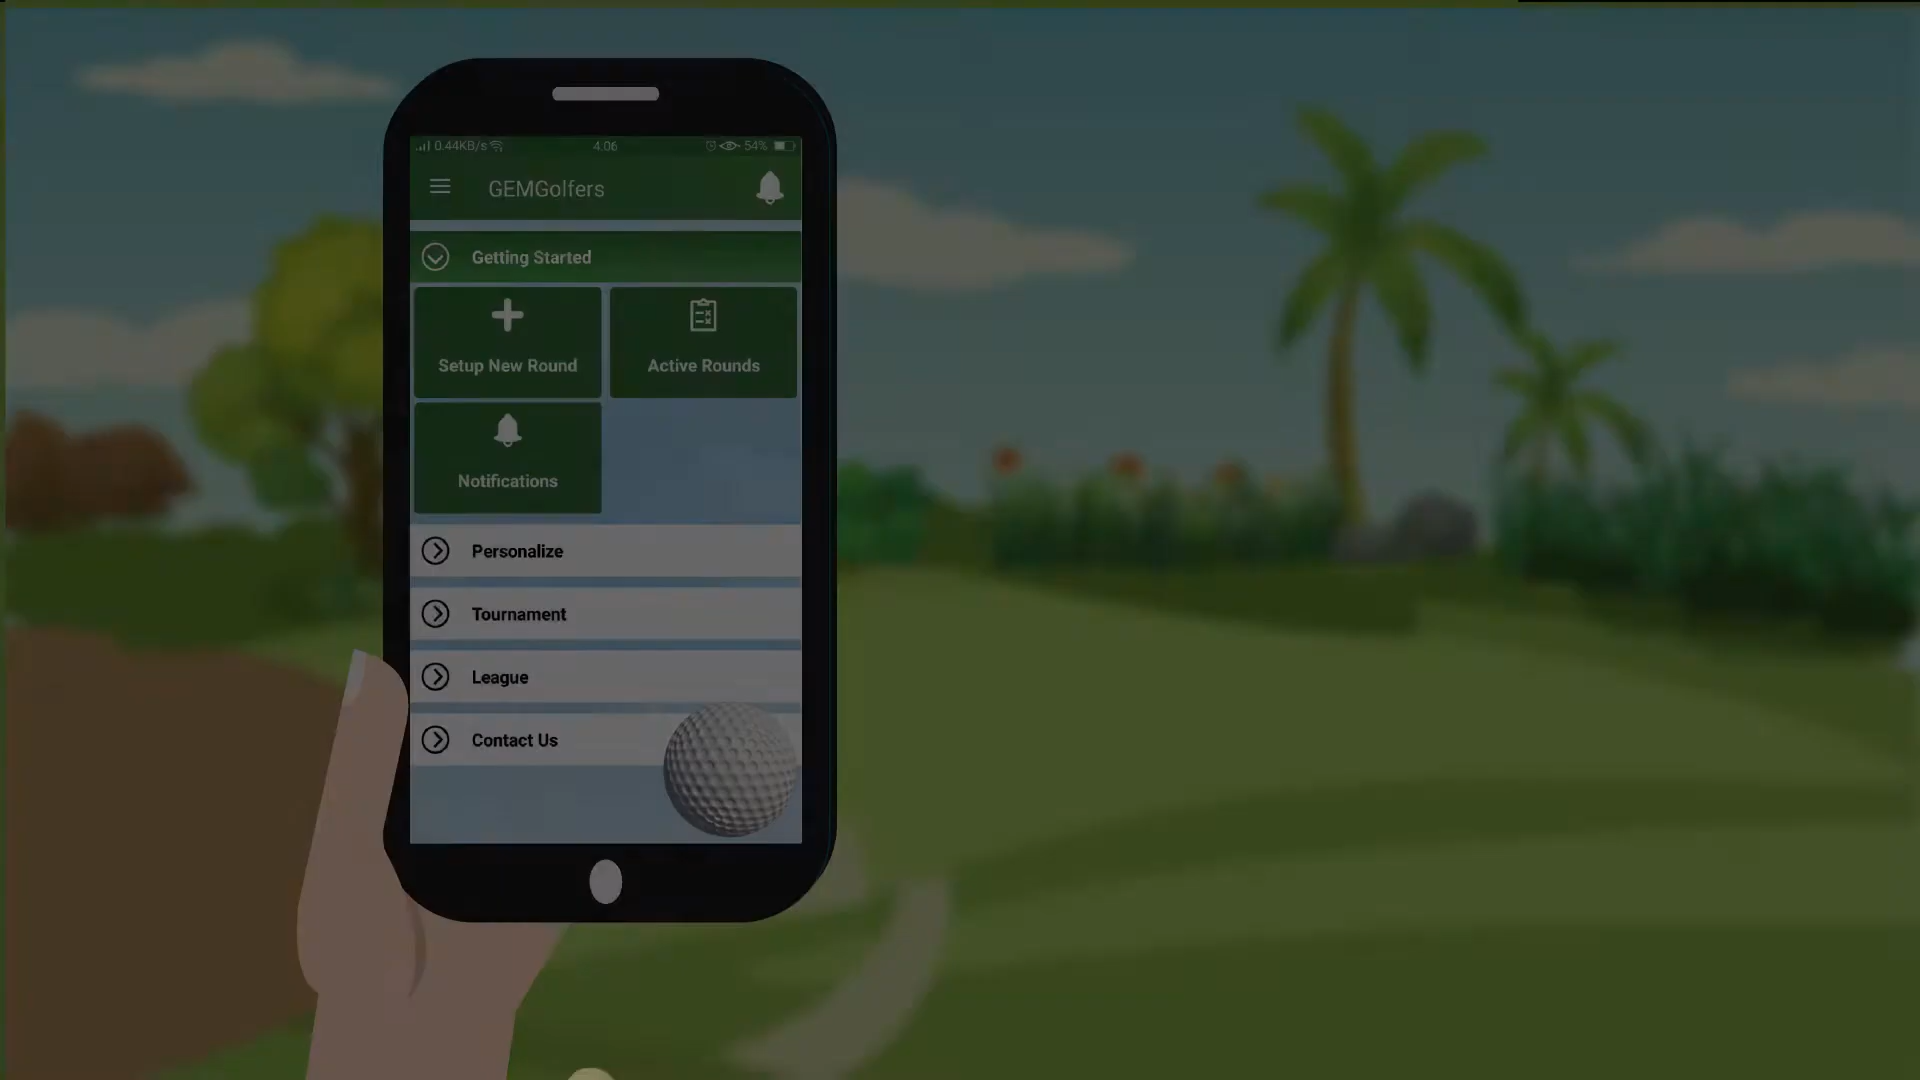 0.44KB/s 4.06 54%
GEMGolfers
Getting Started
Setup New Round Active Rounds
Notifications
Personalize
Tournament
League
Contact Us